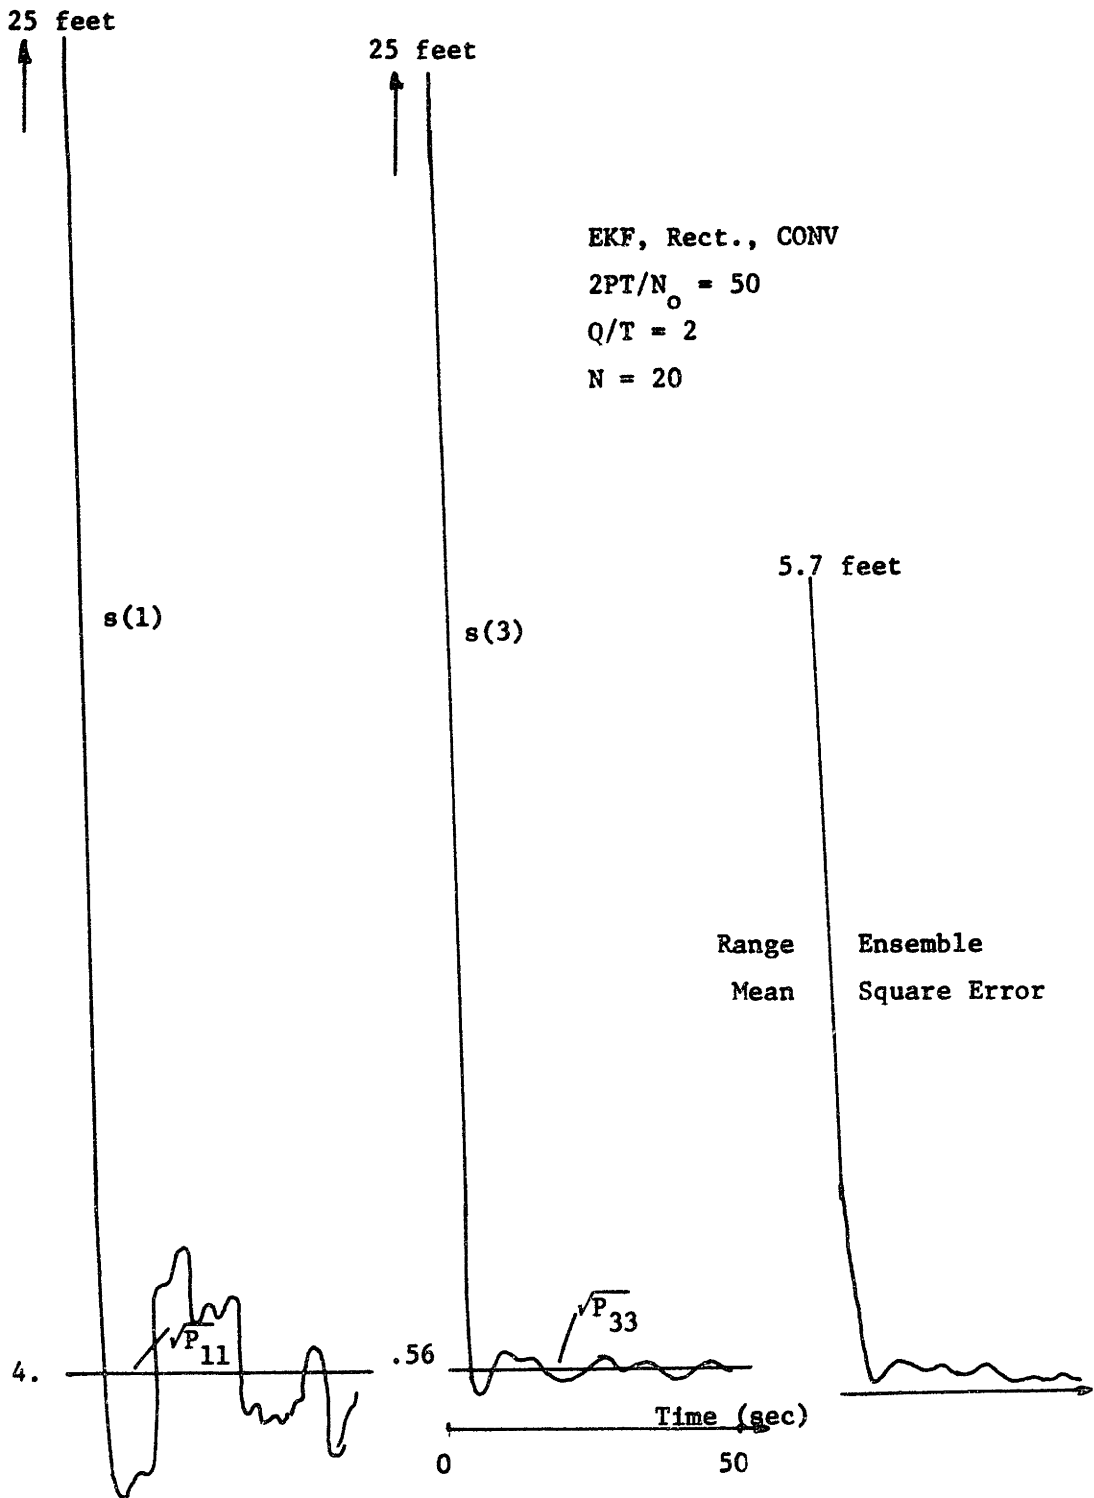 25 feet
25 feet
EKF, Rect., CONV
2PT/N_o = 50
Q/T = 2
N = 20
5.7 feet
s(1)
s(3)
Range Ensemble
Mean Square Error
√P_11
√P_33
4.
.56
Time (sec)
0
50